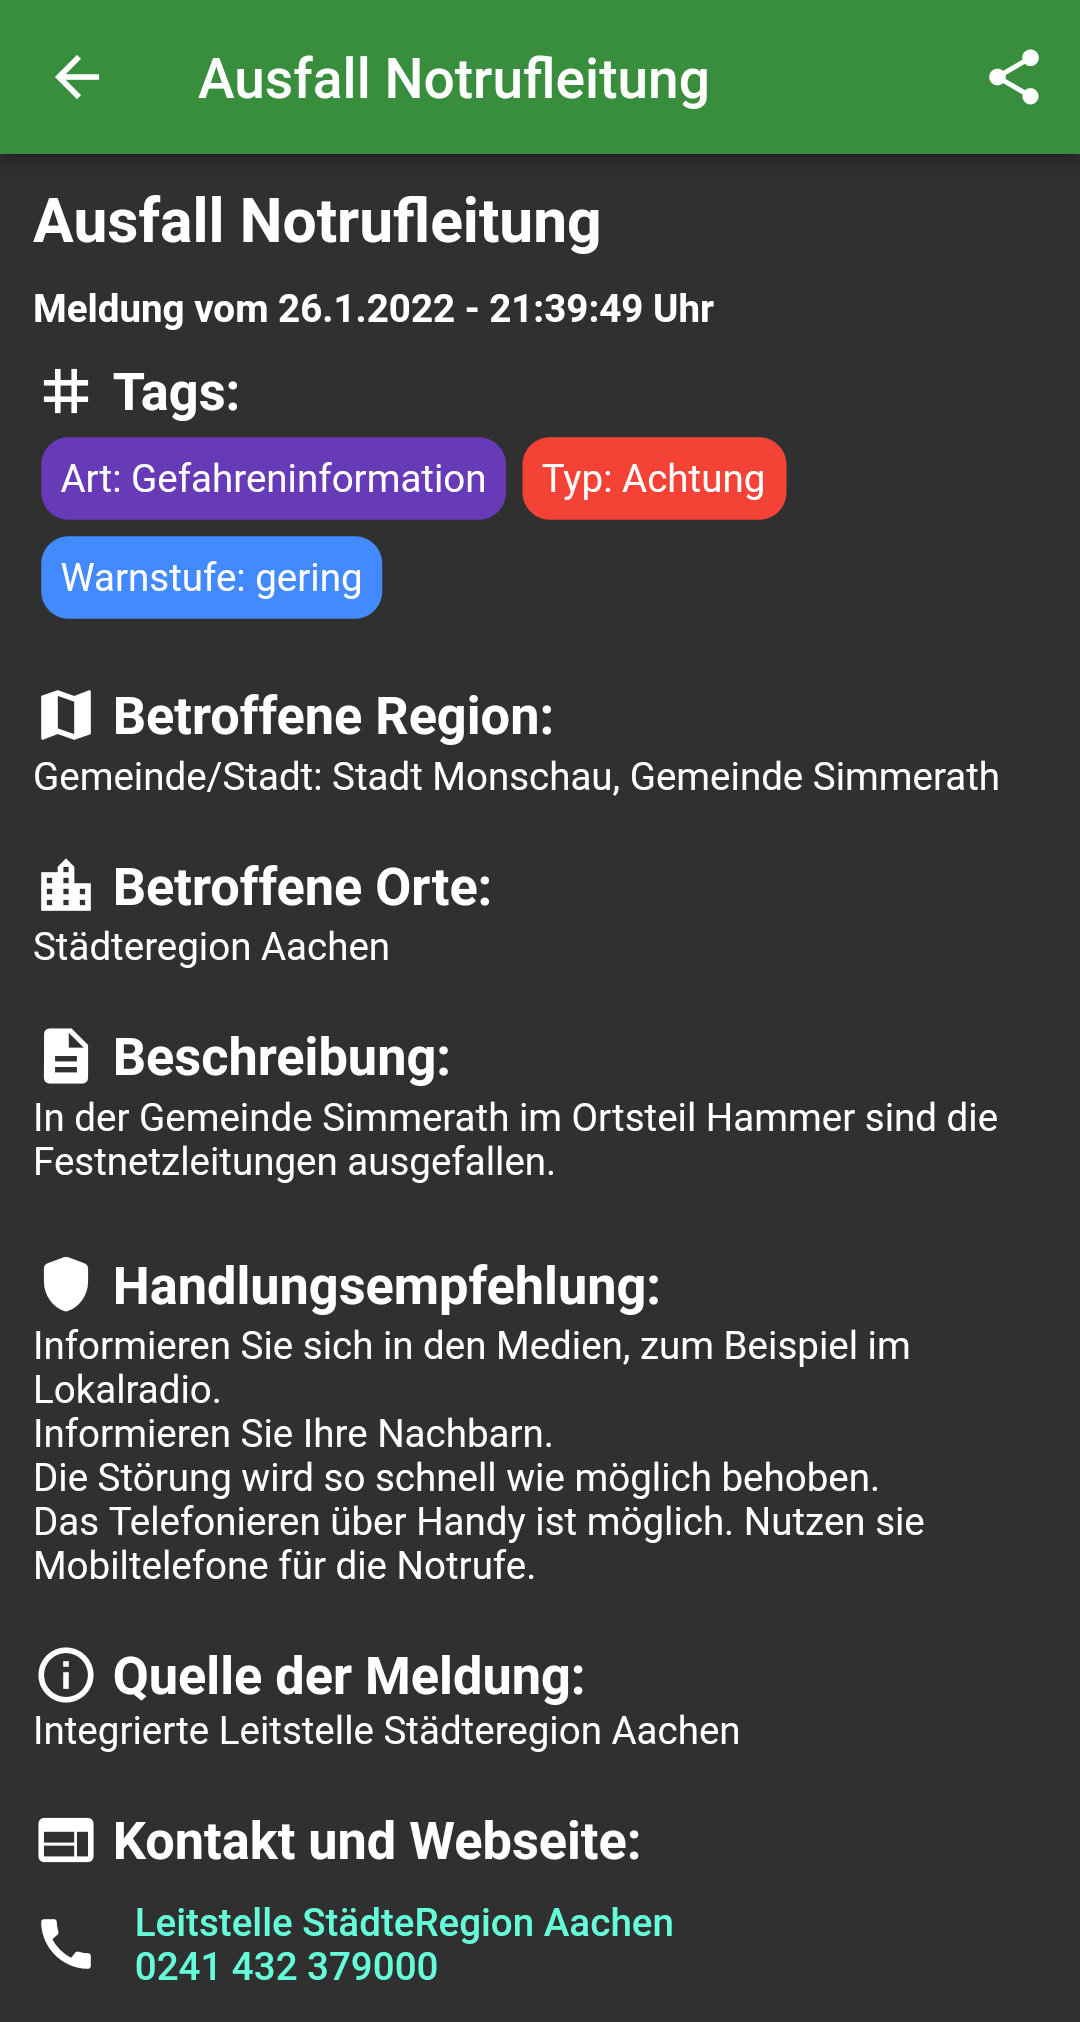 Ausfall Notrufleitung
Ausfall Notrufleitung
Meldung vom 26.1.2022 - 21:39:49 Uhr
Tags:
Art: Gefahreninformation Typ: Achtung
Warnstufe: gering
Betroffene Region:
Gemeinde/Stadt: Stadt Monschau, Gemeinde Simmerath
Betroffene Orte:
Städteregion Aachen
Beschreibung:
In der Gemeinde Simmerath im Ortsteil Hammer sind die
Festnetzleitungen ausgefallen.
Handlungsempfehlung:
Informieren Sie sich in den Medien, zum Beispiel im
Lokalradio.
Informieren Sie Ihre Nachbarn.
Die Störung wird so schnell wie möglich behoben.
Das Telefonieren über Handy ist möglich. Nutzen sie
Mobiltelefone für die Notrufe.
Quelle der Meldung:
Integrierte Leitstelle Städteregion Aachen
Kontakt und Webseite:
Leitstelle StädteRegion Aachen
0241 432 379000